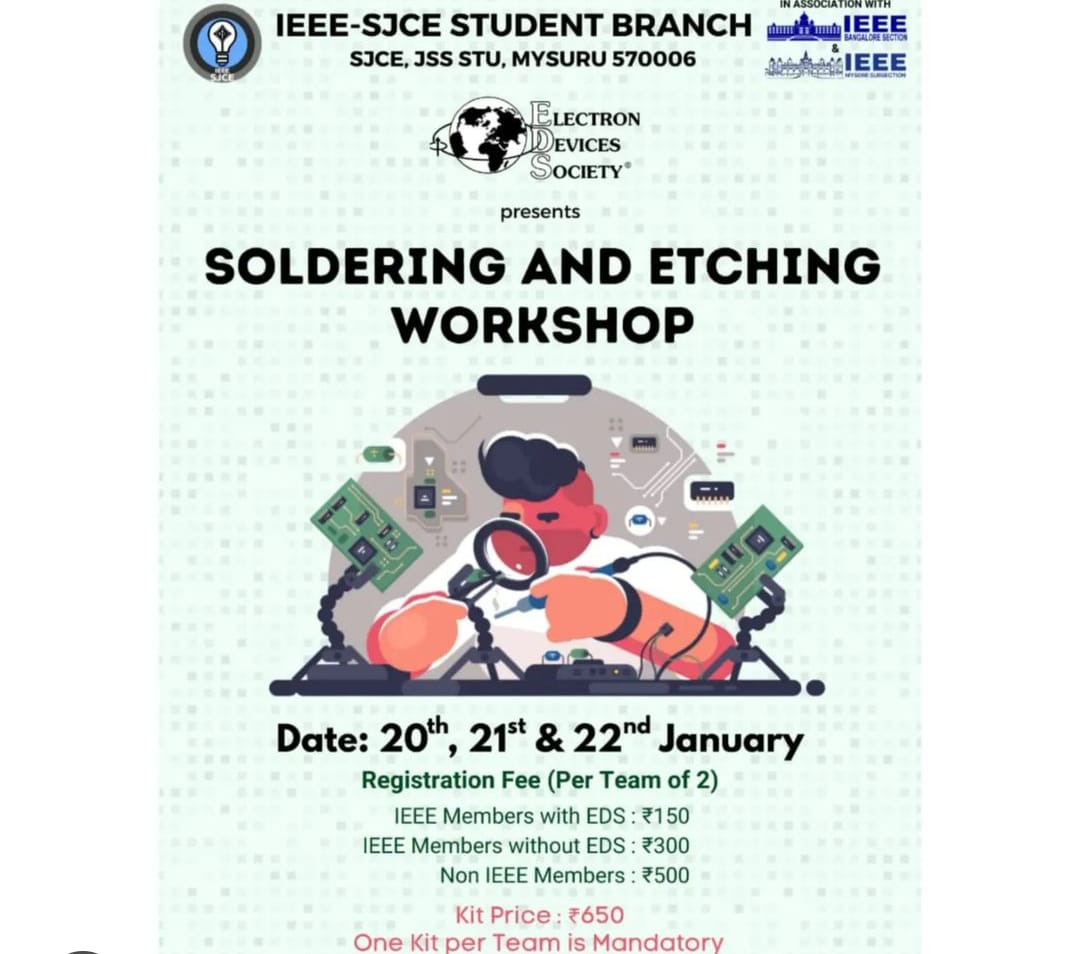 IEEE-SJCE STUDENT BRANCH
SJCE, JSS STU, MYSURU 570006
IEEE
SJCE
IN ASSOCIATION WITH
IEEE
BANGALORE SECTION
&
IEEE
MYSORE SUBSECTION
ELECTRON
DEVICES
SOCIETY®
presents
SOLDERING AND ETCHING
WORKSHOP
Date: 20th, 21st & 22nd January
Registration Fee (Per Team of 2)
IEEE Members with EDS : ₹150
IEEE Members without EDS : ₹300
Non IEEE Members : ₹500
Kit Price : ₹650
One Kit per Team is Mandatory